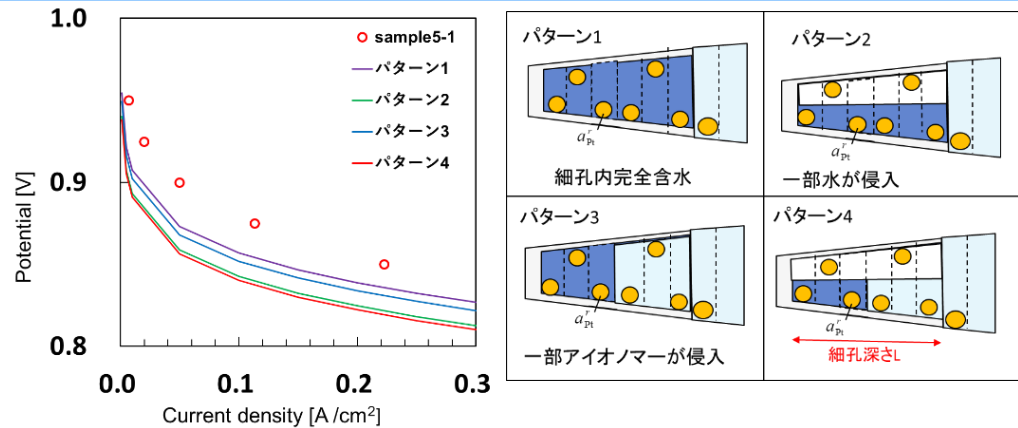 1.0
0.9
0.8
Potential [V]
0.0
0.1
0.2
0.3
Current density [A /cm²]
sample5-1
パターン1
パターン2
パターン3
パターン4
パターン1
a^r_Pt
細孔内完全含水
パターン2
a^r_Pt
一部水が侵入
パターン3
a^r_Pt
一部アイオノマーが侵入
パターン4
a^r_Pt
細孔深さL